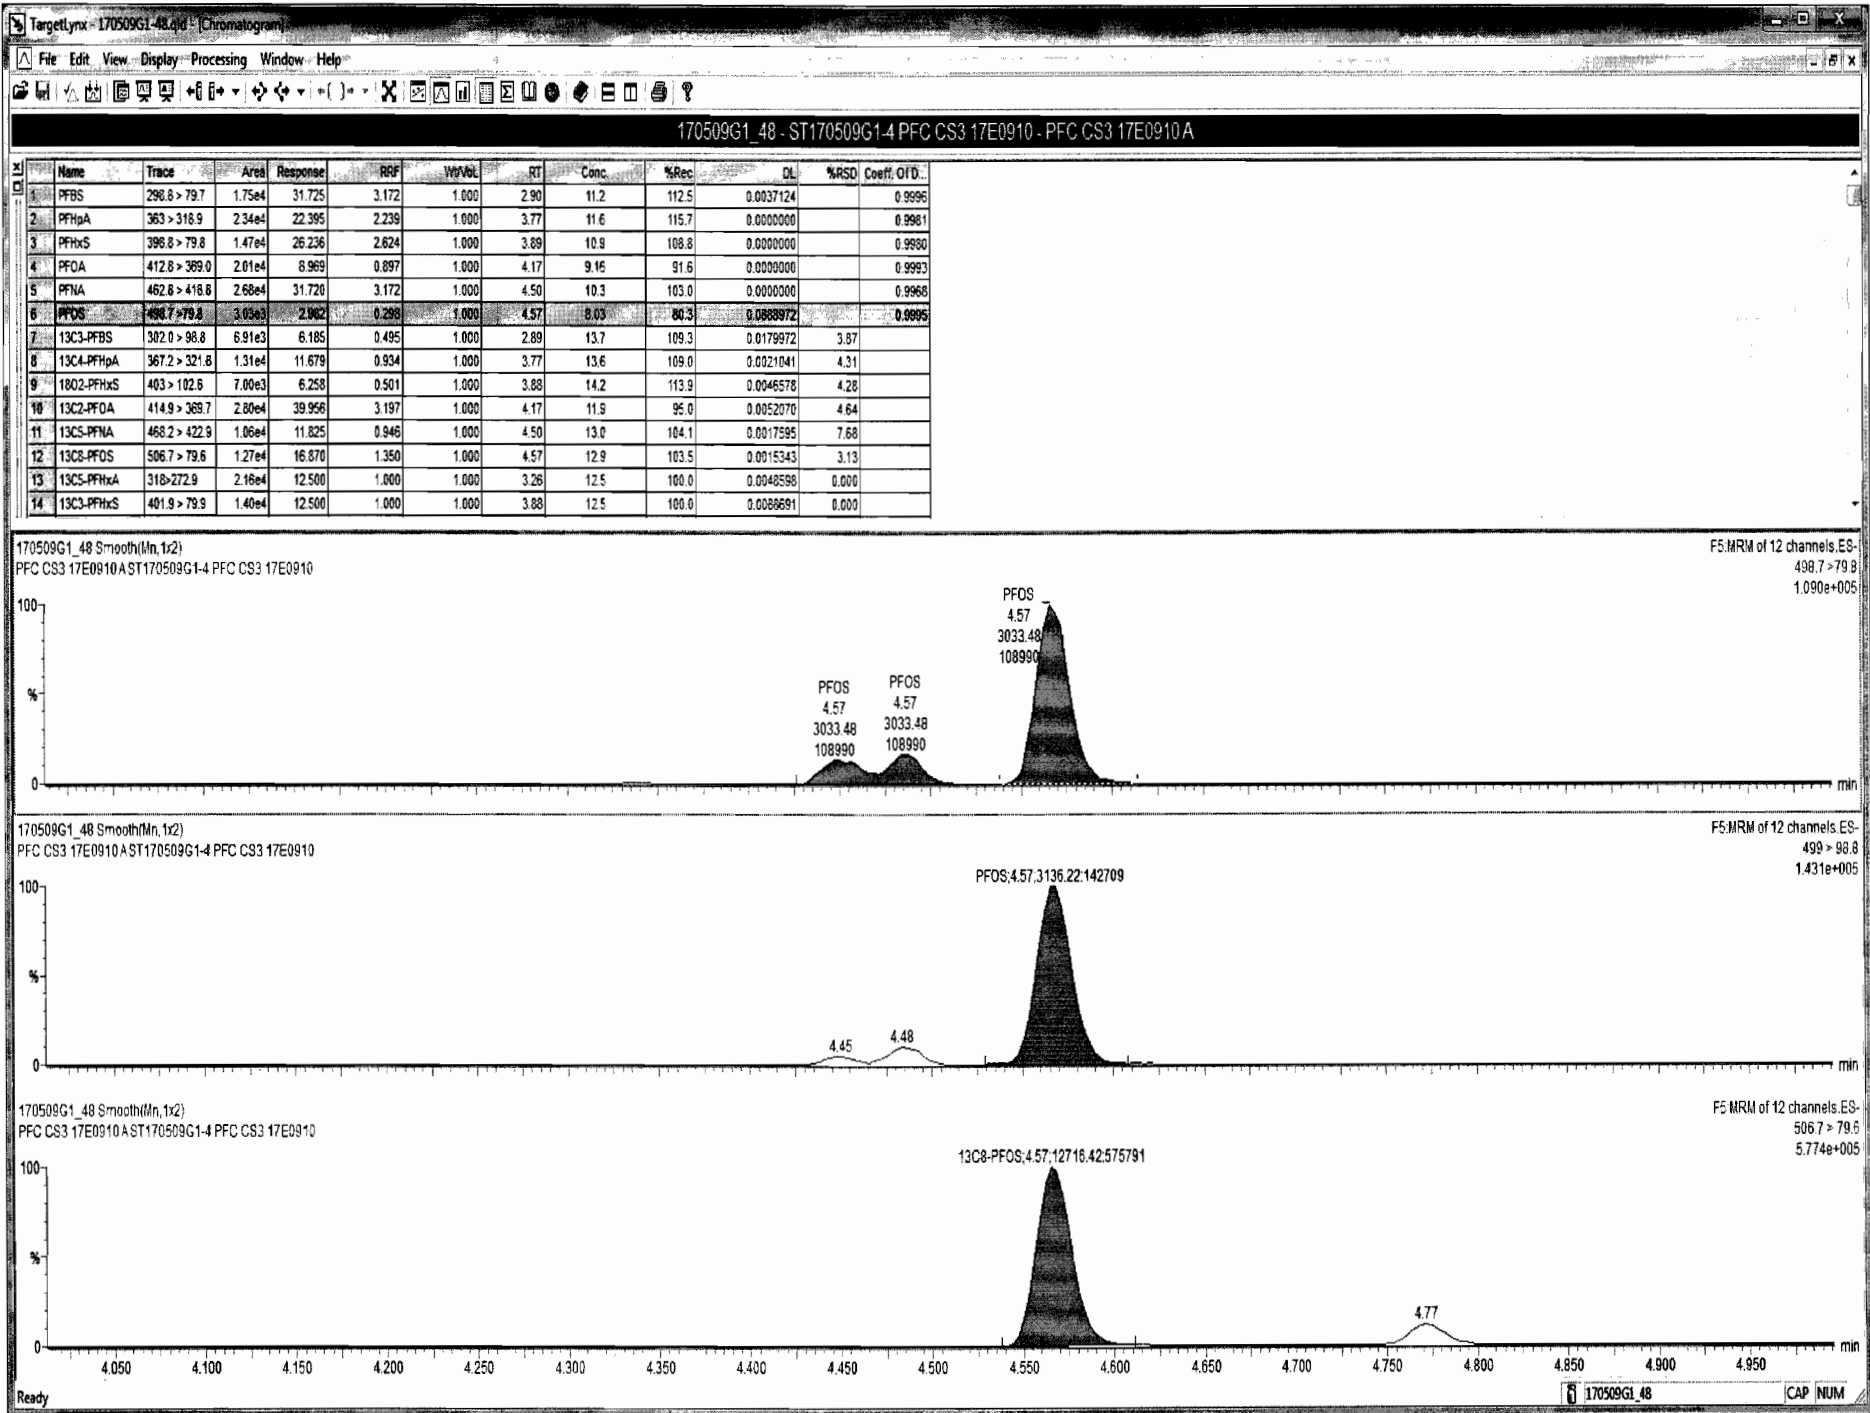 TargetLynx - 170509G1-48.qld - [Chromatogram]
File Edit View Display Processing Window Help
170509G1_48 - ST170509G1-4 PFC CS3 17E0910 - PFC CS3 17E0910 A
Name Trace Area Response RRF Wt/Vol. RT Conc. %Rec DL %RSD Coeff. Of D...
1 PFBS 298.8 > 79.7 1.75e4 31.725 3.172 1.000 2.90 11.2 112.5 0.0037124 0.9996
2 PFHpA 363 > 318.9 2.34e4 22.395 2.239 1.000 3.77 11.6 115.7 0.0000000 0.9981
3 PFHxS 398.8 > 79.8 1.47e4 26.236 2.624 1.000 3.89 10.9 108.8 0.0000000 0.9980
4 PFOA 412.8 > 369.0 2.01e4 8.969 0.897 1.000 4.17 9.16 91.6 0.0000000 0.9993
5 PFNA 462.8 > 418.8 2.68e4 31.720 3.172 1.000 4.50 10.3 103.0 0.0000000 0.9968
6 PFOS 498.7 >79.8 3.03e3 2.982 0.298 1.000 4.57 8.03 80.3 0.0888972 0.9995
7 13C3-PFBS 302.0 > 98.8 6.91e3 6.185 0.495 1.000 2.89 13.7 109.3 0.0179972 3.87
8 13C4-PFHpA 367.2 > 321.8 1.31e4 11.679 0.934 1.000 3.77 13.6 109.0 0.0021041 4.31
9 18O2-PFHxS 403 > 102.6 7.00e3 6.258 0.501 1.000 3.88 14.2 113.9 0.0046578 4.28
10 13C2-PFOA 414.9 > 369.7 2.80e4 39.956 3.197 1.000 4.17 11.9 95.0 0.0052070 4.64
11 13C5-PFNA 468.2 > 422.9 1.06e4 11.825 0.946 1.000 4.50 13.0 104.1 0.0017595 7.68
12 13C8-PFOS 506.7 > 79.6 1.27e4 16.870 1.350 1.000 4.57 12.9 103.5 0.0015343 3.13
13 13C5-PFHxA 318>272.9 2.16e4 12.500 1.000 1.000 3.26 12.5 100.0 0.0048598 0.000
14 13C3-PFHxS 401.9 > 79.9 1.40e4 12.500 1.000 1.000 3.88 12.5 100.0 0.0086691 0.000
170509G1_48 Smooth(Mn,1x2)
PFC CS3 17E0910 A ST170509G1-4 PFC CS3 17E0910
F5:MRM of 12 channels,ES-
498.7 >79.8
1.090e+005
100
%
0
PFOS
4.57
3033.48
108990
PFOS
4.57
3033.48
108990
PFOS
4.57
3033.48
108990
min
170509G1_48 Smooth(Mn,1x2)
PFC CS3 17E0910 A ST170509G1-4 PFC CS3 17E0910
F5:MRM of 12 channels,ES-
499 > 98.8
1.431e+005
100
%
0
PFOS;4.57;3136.22;142709
4.45
4.48
min
170509G1_48 Smooth(Mn,1x2)
PFC CS3 17E0910 A ST170509G1-4 PFC CS3 17E0910
F5:MRM of 12 channels,ES-
506.7 > 79.6
5.774e+005
100
%
0
13C8-PFOS;4.57;12716.42;575791
4.77
min
4.050 4.100 4.150 4.200 4.250 4.300 4.350 4.400 4.450 4.500 4.550 4.600 4.650 4.700 4.750 4.800 4.850 4.900 4.950
Ready
170509G1_48 CAP NUM